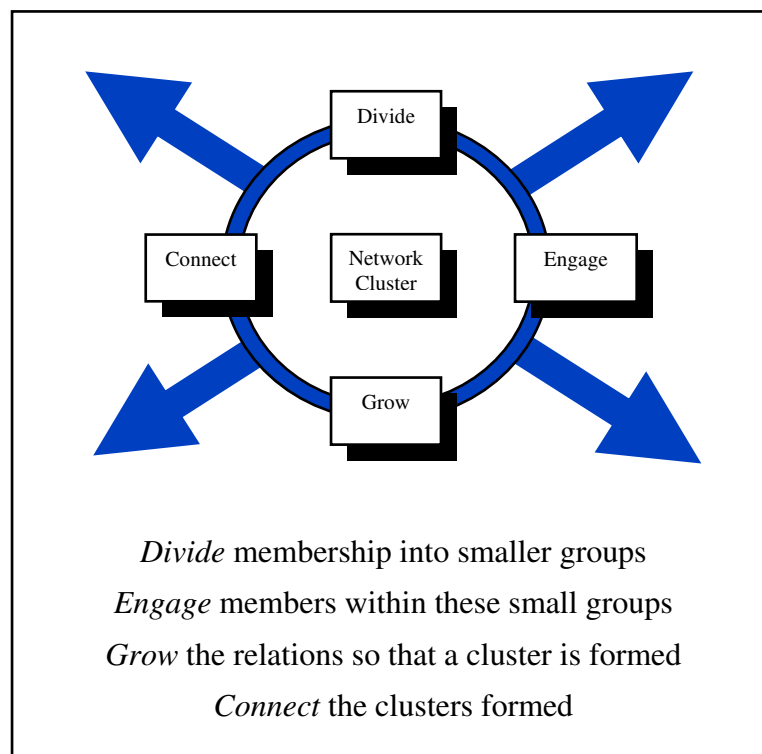 Divide
Connect
Network
Cluster
Engage
Grow
Divide membership into smaller groups
Engage members within these small groups
Grow the relations so that a cluster is formed
Connect the clusters formed